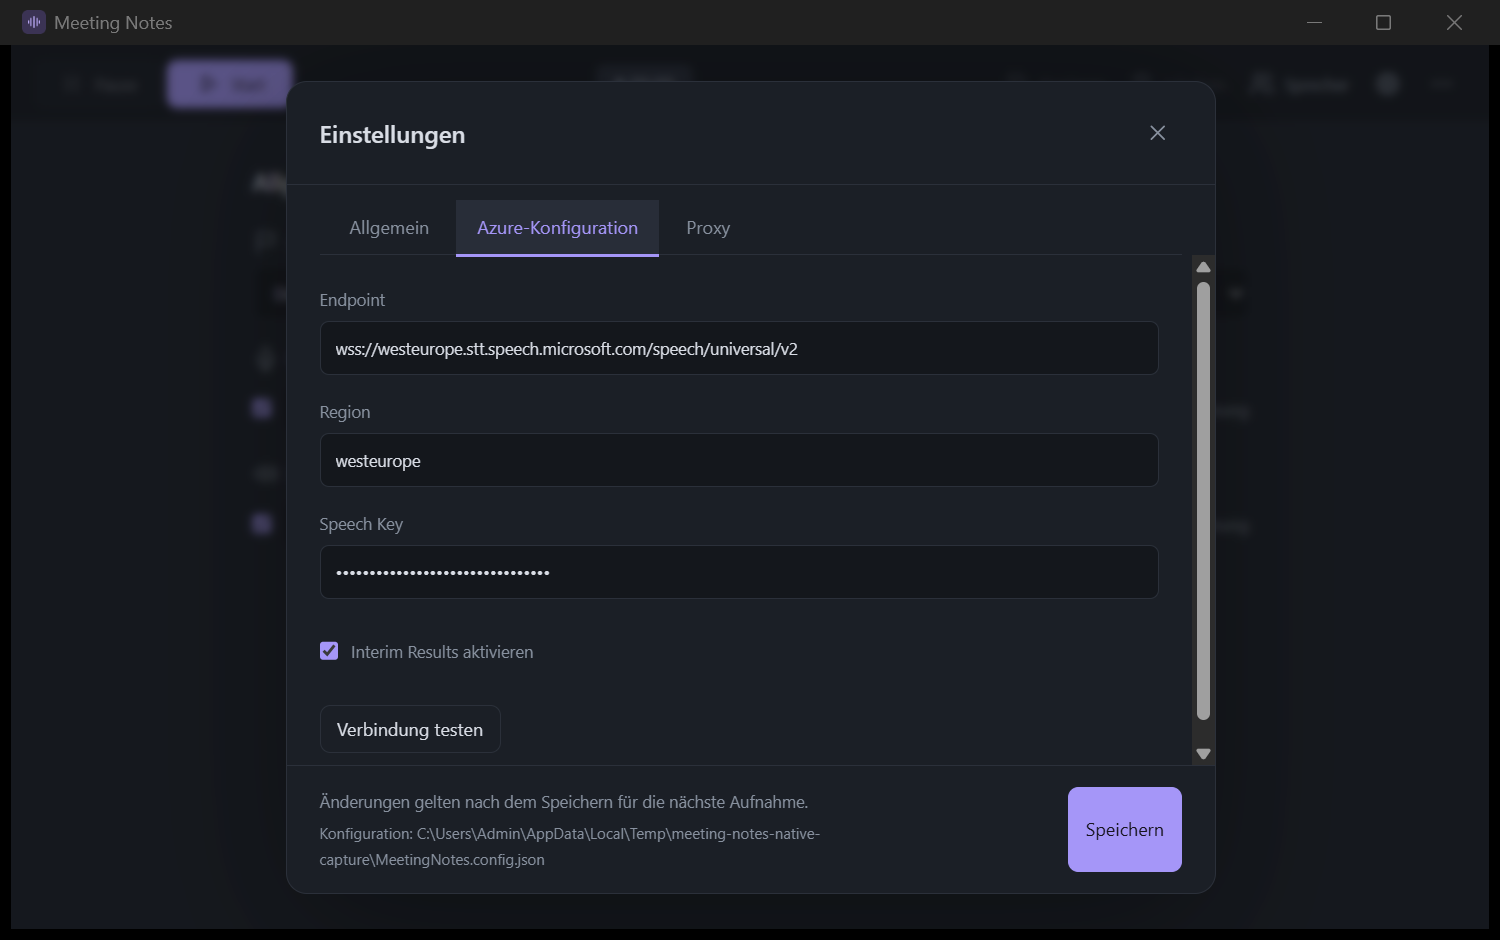 Meeting Notes
Einstellungen
Allgemein
Azure-Konfiguration
Proxy
Endpoint
wss://westeurope.stt.speech.microsoft.com/speech/universal/v2
Region
westeurope
Speech Key
••••••••••••••••••••••••••••••••
Interim Results aktivieren
Verbindung testen
Änderungen gelten nach dem Speichern für die nächste Aufnahme.
Konfiguration: C:\Users\Admin\AppData\Local\Temp\meeting-notes-native-
capture\MeetingNotes.config.json
Speichern